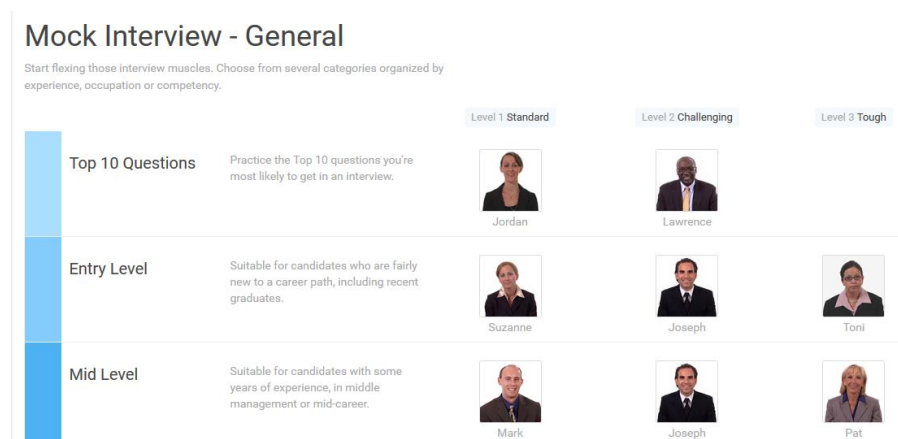 Mock Interview - General
Start flexing those interview muscles. Choose from several categories organized by
experience, occupation or competency.
Level 1 Standard
Level 2 Challenging
Level 3 Tough
Top 10 Questions
Practice the Top 10 questions you're
most likely to get in an interview.
Jordan
Lawrence
Entry Level
Suitable for candidates who are fairly
new to a career path, including recent
graduates.
Suzanne
Joseph
Toni
Mid Level
Suitable for candidates with some
years of experience, in middle
management or mid-career.
Mark
Joseph
Pat